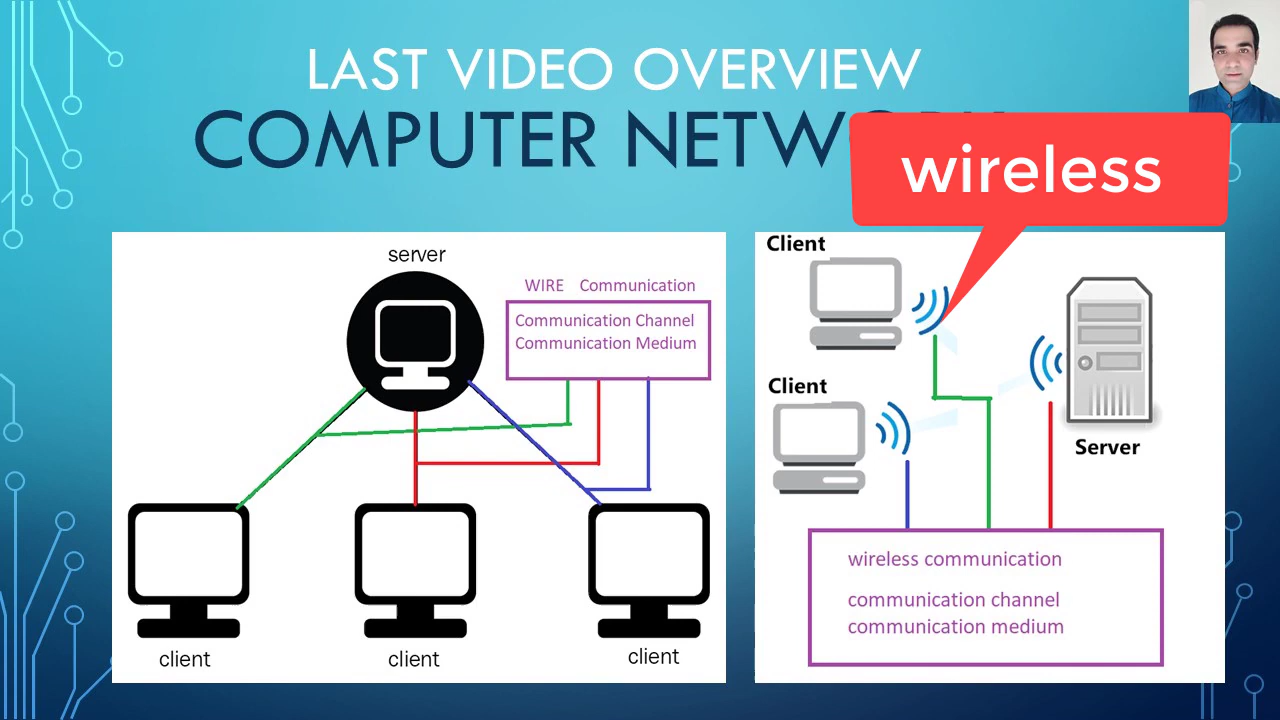 LAST VIDEO OVERVIEW
COMPUTER NETWORK
wireless
server
WIRE Communication
Communication Channel
Communication Medium
client
client
client
Client
Client
Server
wireless communication
communication channel
communication medium